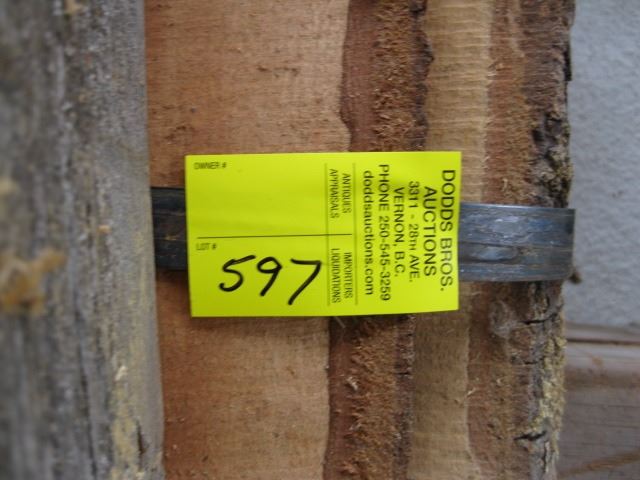 DODDS BROS.
AUCTIONS
3311 - 28TH AVE.
VERNON, B.C.
PHONE 250-545-3259
doddsauctions.com
ANTIQUES
APPRAISALS
IMPORTERS
LIQUIDATIONS
OWNER #
LOT #
597